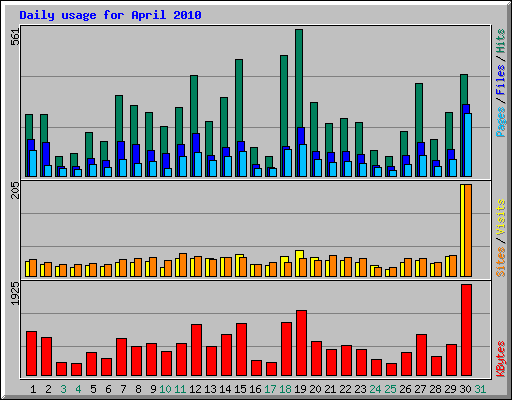 Daily usage for April 2010
561
Pages / Files / Hits
205
Sites / Visits
1925
KBytes
1 2 3 4 5 6 7 8 9 10 11 12 13 14 15 16 17 18 19 20 21 22 23 24 25 26 27 28 29 30 31